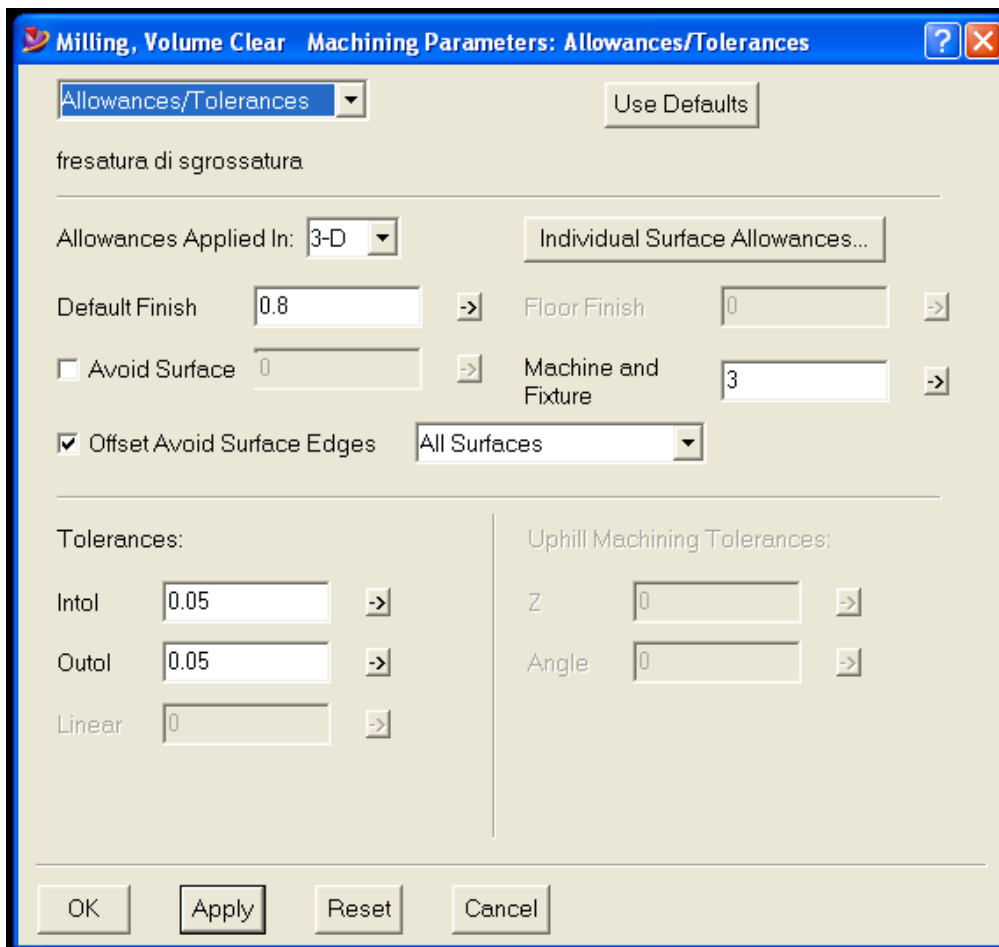 Milling, Volume Clear Machining Parameters: Allowances/Tolerances
Allowances/Tolerances
Use Defaults
fresatura di sgrossatura
Allowances Applied In: 3-D
Individual Surface Allowances...
Default Finish 0.8 ->
Floor Finish 0 ->
Avoid Surface 0 ->
Machine and
Fixture
3 ->
Offset Avoid Surface Edges All Surfaces
Tolerances:
Intol 0.05 ->
Outol 0.05 ->
Linear 0 ->
Uphill Machining Tolerances:
Z 0 ->
Angle 0 ->
OK Apply Reset Cancel